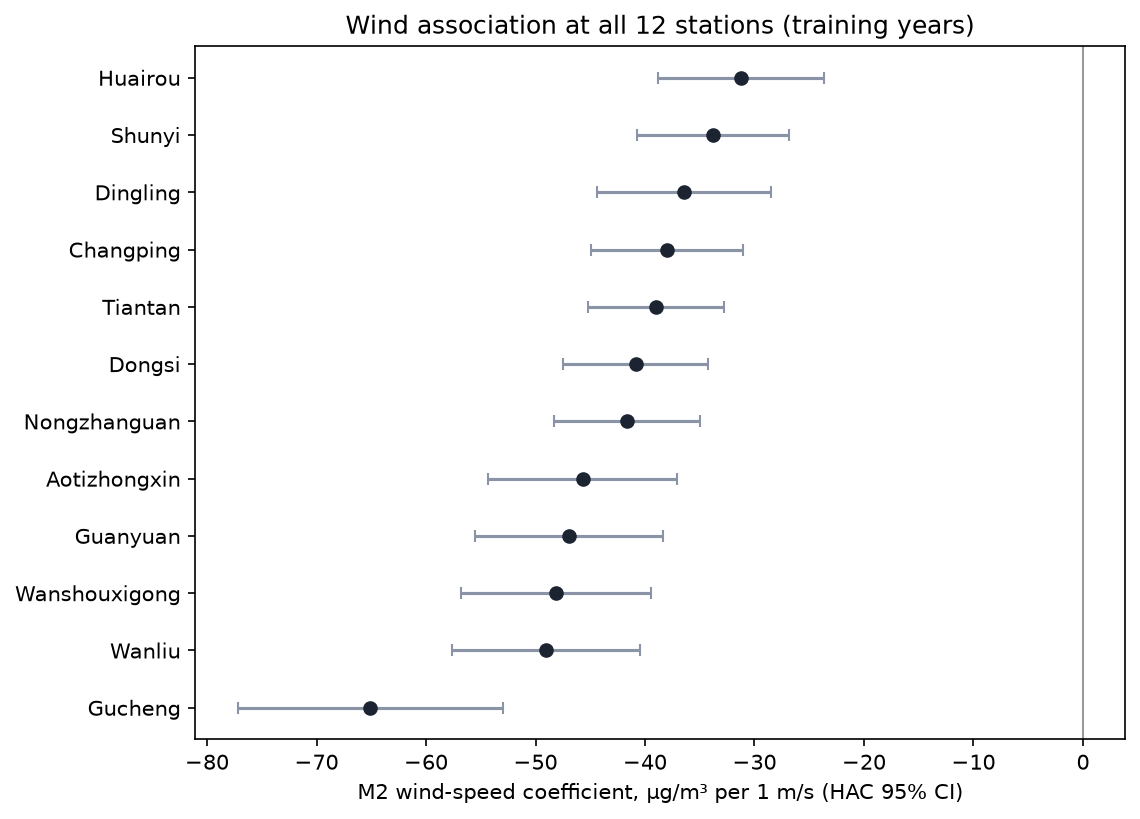 Wind association at all 12 stations (training years)
Huairou
Shunyi
Dingling
Changping
Tiantan
Dongsi
Nongzhanguan
Aotizhongxin
Guanyuan
Wanshouxigong
Wanliu
Gucheng
−80 −70 −60 −50 −40 −30 −20 −10 0
M2 wind-speed coefficient, μg/m³ per 1 m/s (HAC 95% CI)